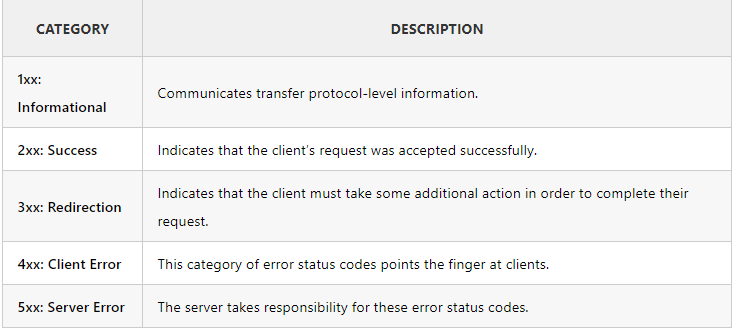 CATEGORY DESCRIPTION
1xx:
Informational
Communicates transfer protocol-level information.
2xx: Success
Indicates that the client’s request was accepted successfully.
3xx: Redirection
Indicates that the client must take some additional action in order to complete their
request.
4xx: Client Error
This category of error status codes points the finger at clients.
5xx: Server Error
The server takes responsibility for these error status codes.